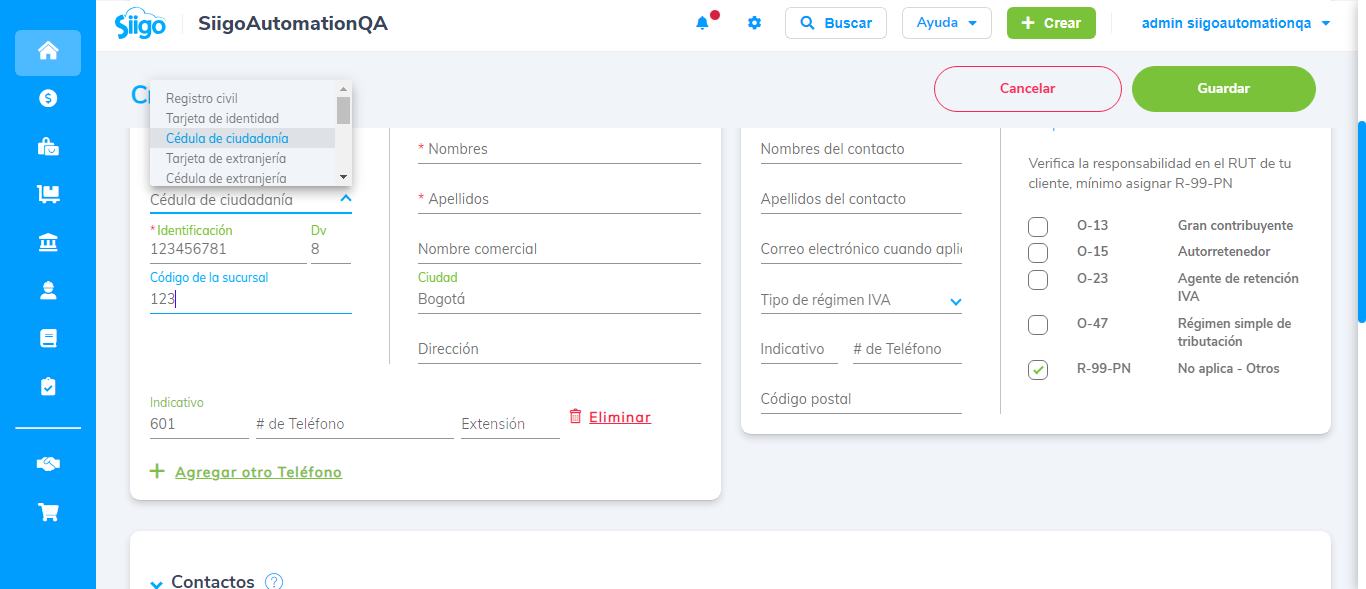 Siigo
SiigoAutomationQA
Buscar
Ayuda
Crear
admin siigoautomationqa
Cancelar
Guardar
Registro civil
Tarjeta de identidad
Cédula de ciudadanía
Tarjeta de extranjería
Cédula de extranjería
Cédula de ciudadanía
*Identificación
Dv
123456781
8
Código de la sucursal
123
* Nombres
* Apellidos
Nombre comercial
Ciudad
Bogotá
Dirección
Indicativo
601
# de Teléfono
Extensión
Eliminar
Agregar otro Teléfono
Nombres del contacto
Apellidos del contacto
Correo electrónico cuando aplic
Tipo de régimen IVA
Indicativo
# de Teléfono
Código postal
Verifica la responsabilidad en el RUT de tu
cliente, mínimo asignar R-99-PN
O-13 Gran contribuyente
O-15 Autorretenedor
O-23 Agente de retención
IVA
O-47 Régimen simple de
tributación
R-99-PN No aplica - Otros
Contactos ?